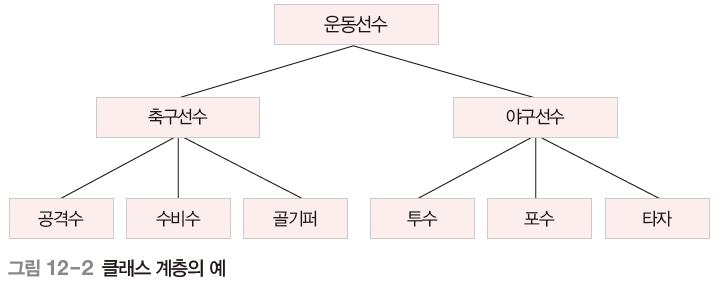 운동선수
축구선수 야구선수
공격수 수비수 골기퍼 투수 포수 타자
그림 12-2 클래스 계층의 예